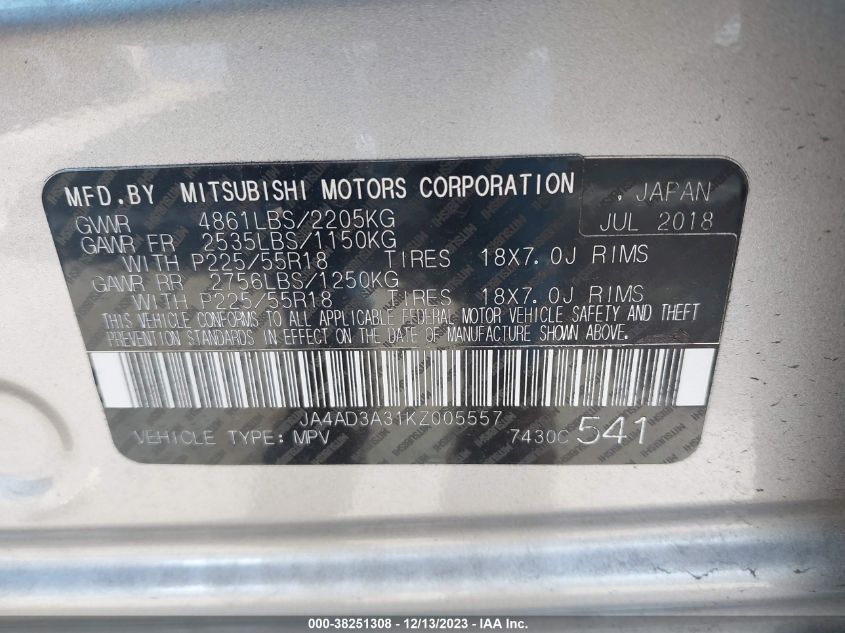 MFD.BY MITSUBISHI MOTORS CORPORATION , JAPAN
GVWR 4861LBS/2205KG JUL 2018
GAWR FR 2535LBS/1150KG
WITH P225/55R18 TIRES 18X7.0J RIMS
GAWR RR 2756LBS/1250KG
WITH P225/55R18 TIRES 18X7.0J RIMS
THIS VEHICLE CONFORMS TO ALL APPLICABLE FEDERAL MOTOR VEHICLE SAFETY AND THEFT
PREVENTION STANDARDS IN EFFECT ON THE DATE OF MANUFACTURE SHOWN ABOVE.
JA4AD3A31KZ005557
VEHICLE TYPE: MPV 7430C 541
000-38251308 - 12/13/2023 - IAA Inc.